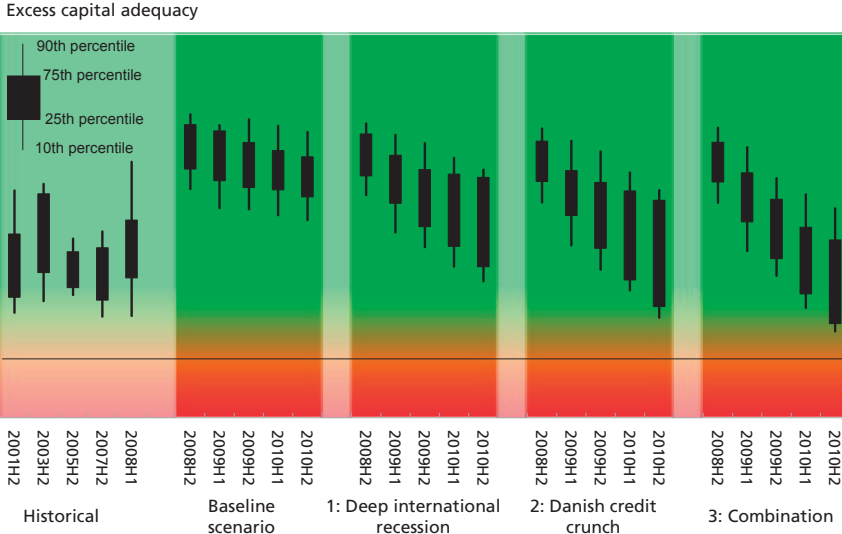 Excess capital adequacy
90th percentile
75th percentile
25th percentile
10th percentile
2001H2
2003H2
2005H2
2007H2
2008H1
2008H2
2009H1
2009H2
2010H1
2010H2
2008H2
2009H1
2009H2
2010H1
2010H2
2008H2
2009H1
2009H2
2010H1
2010H2
2008H2
2009H1
2009H2
2010H1
2010H2
Historical
Baseline
scenario
1: Deep international
recession
2: Danish credit
crunch
3: Combination